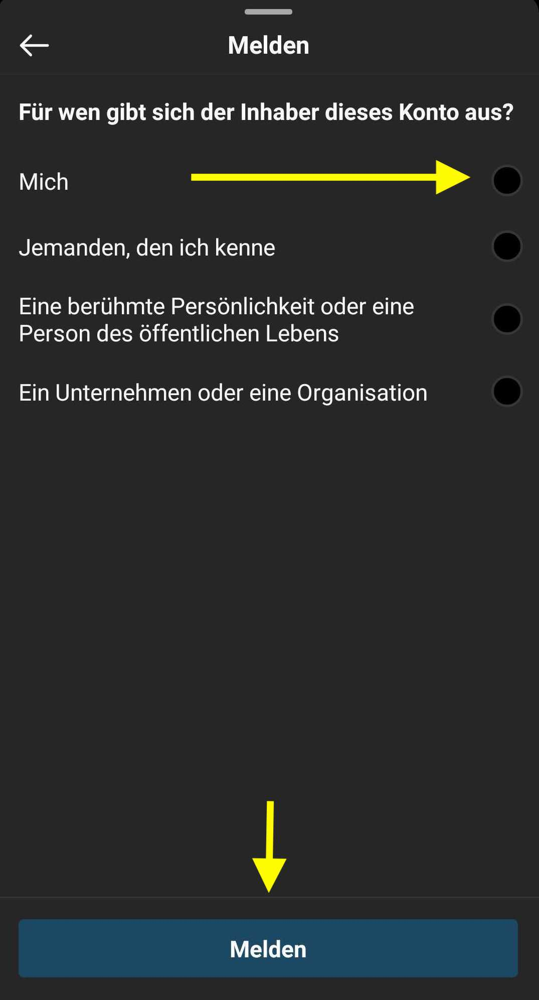 Melden
Für wen gibt sich der Inhaber dieses Konto aus?
Mich
Jemanden, den ich kenne
Eine berühmte Persönlichkeit oder eine
Person des öffentlichen Lebens
Ein Unternehmen oder eine Organisation
Melden